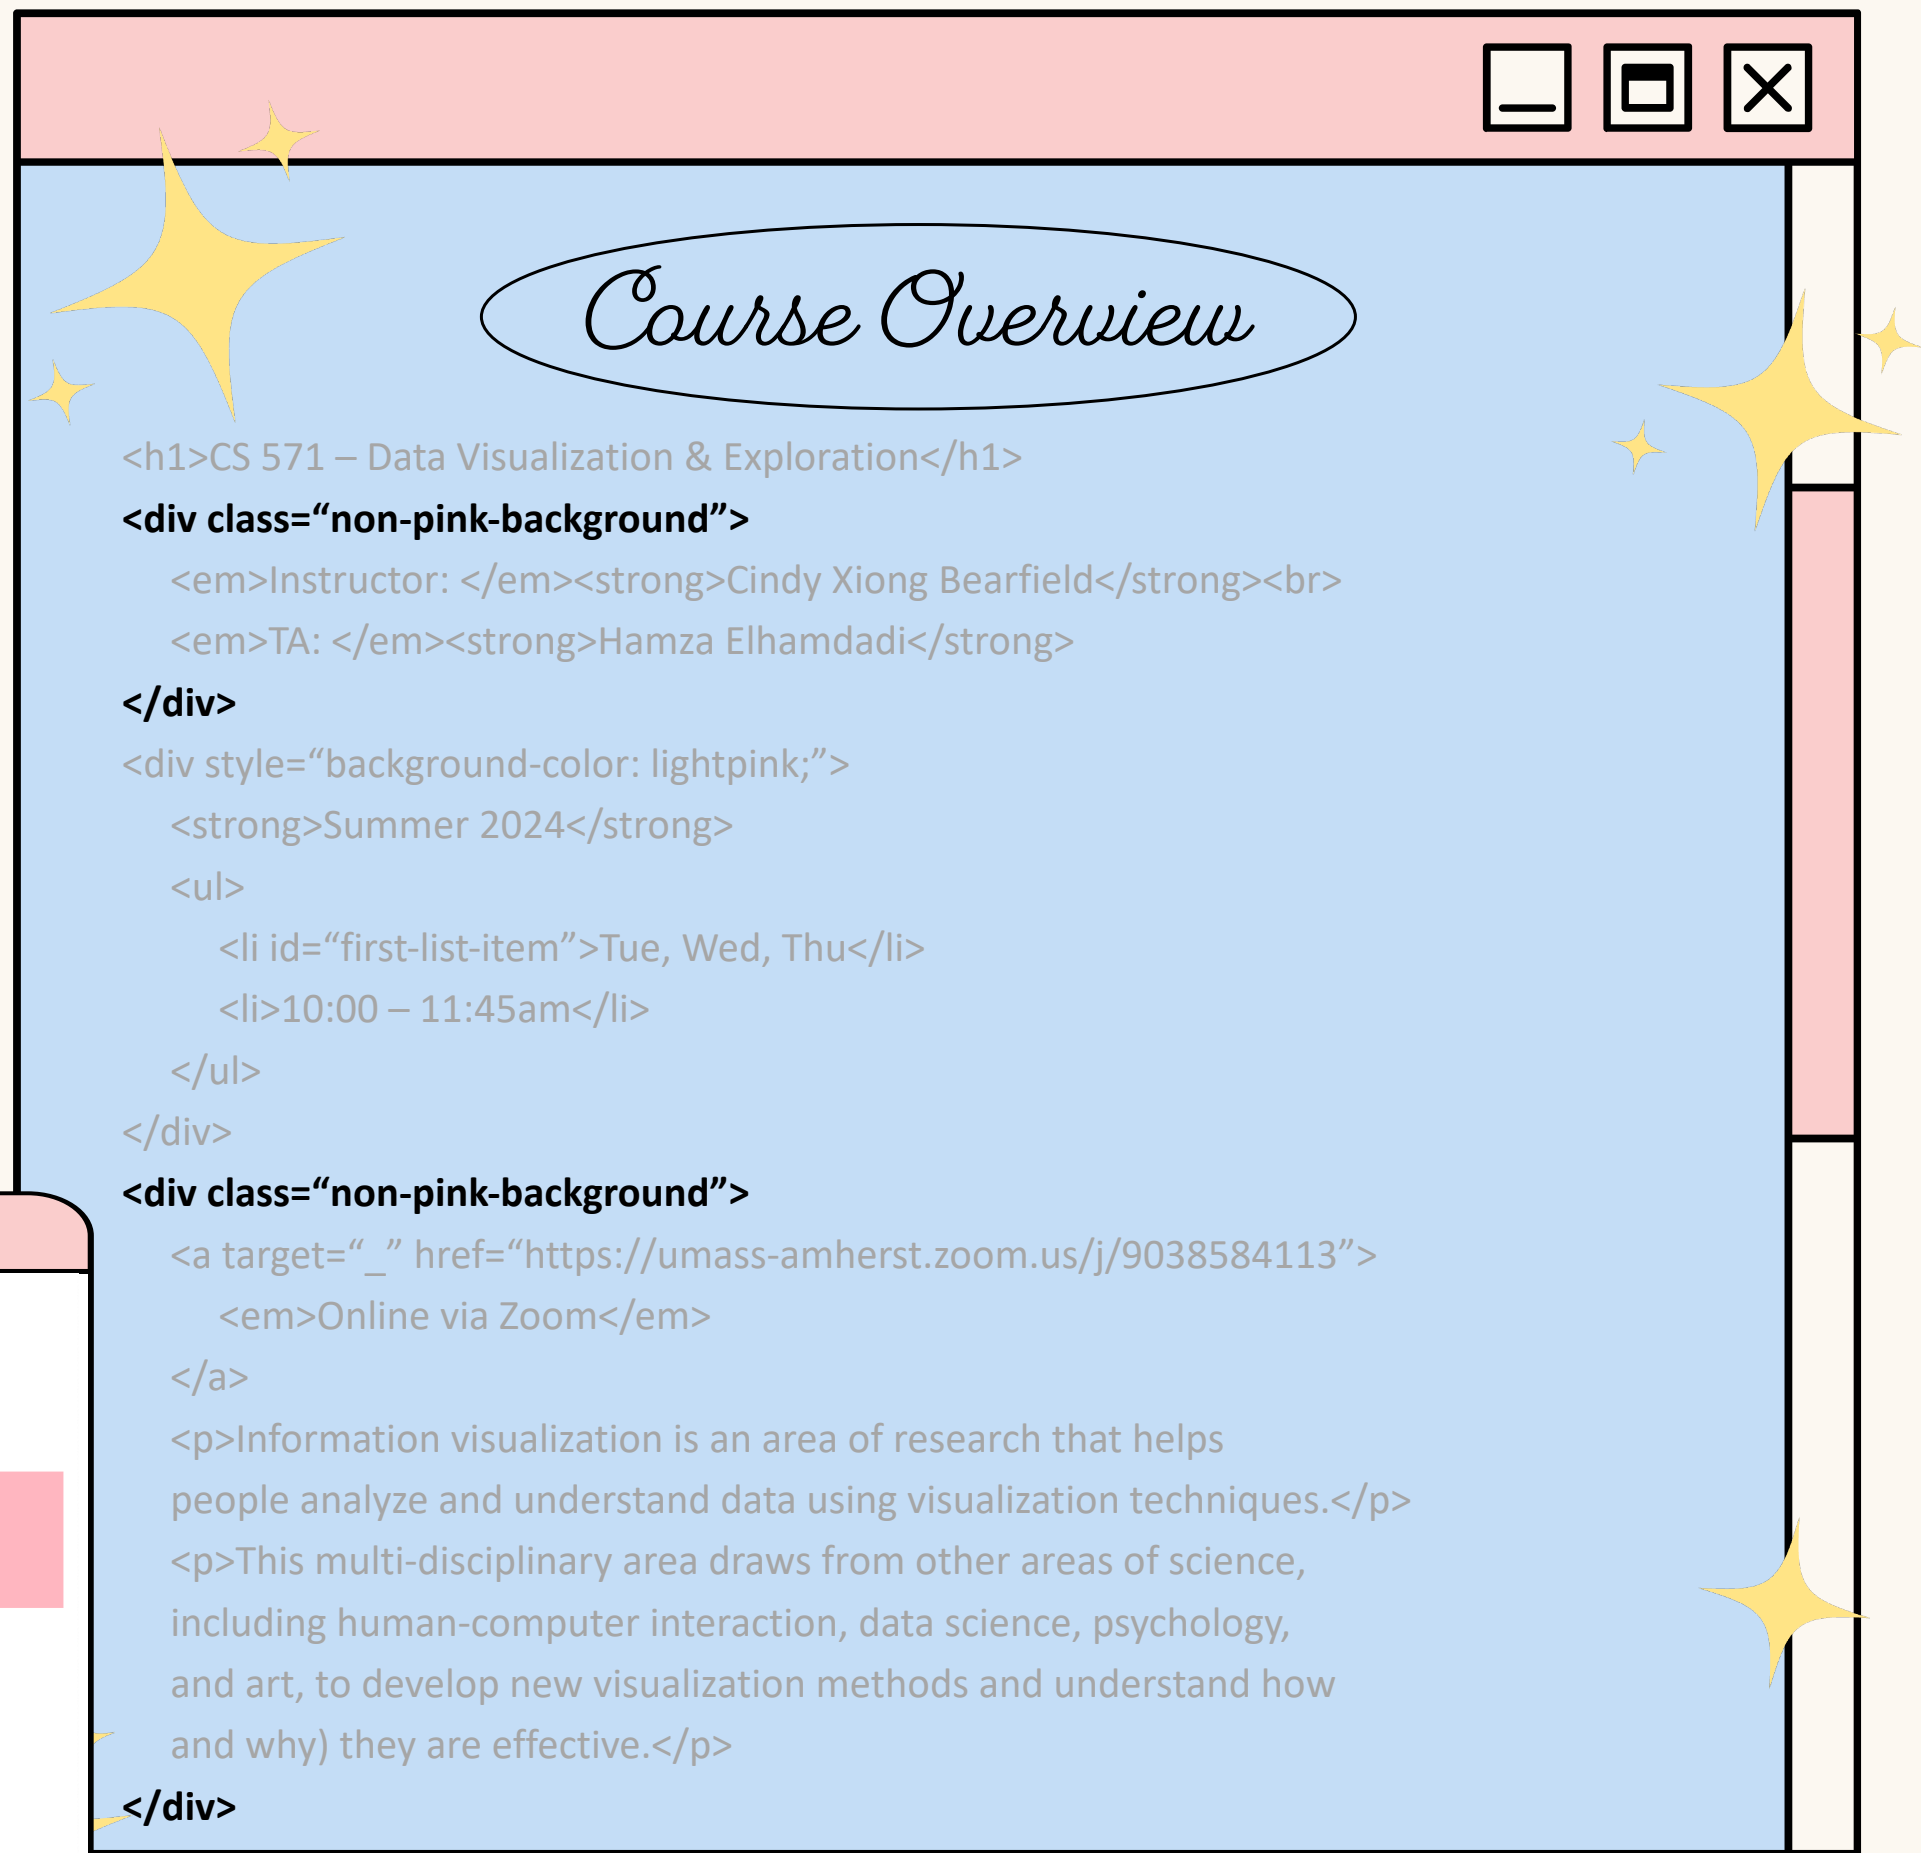 Course Overview
<h1>CS 571 – Data Visualization & Exploration</h1>
<div class=“non-pink-background”>
<em>Instructor: </em><strong>Cindy Xiong Bearfield</strong><br>
<em>TA: </em><strong>Hamza Elhamdadi</strong>
</div>
<div style=“background-color: lightpink;”>
<strong>Summer 2024</strong>
<ul>
<li id=“first-list-item”>Tue, Wed, Thu</li>
<li>10:00 – 11:45am</li>
</ul>
</div>
<div class=“non-pink-background”>
<a target=“_” href=“https://umass-amherst.zoom.us/j/9038584113”>
<em>Online via Zoom</em>
</a>
<p>Information visualization is an area of research that helps
people analyze and understand data using visualization techniques.</p>
<p>This multi-disciplinary area draws from other areas of science,
including human-computer interaction, data science, psychology,
and art, to develop new visualization methods and understand how
and why) they are effective.</p>
</div>